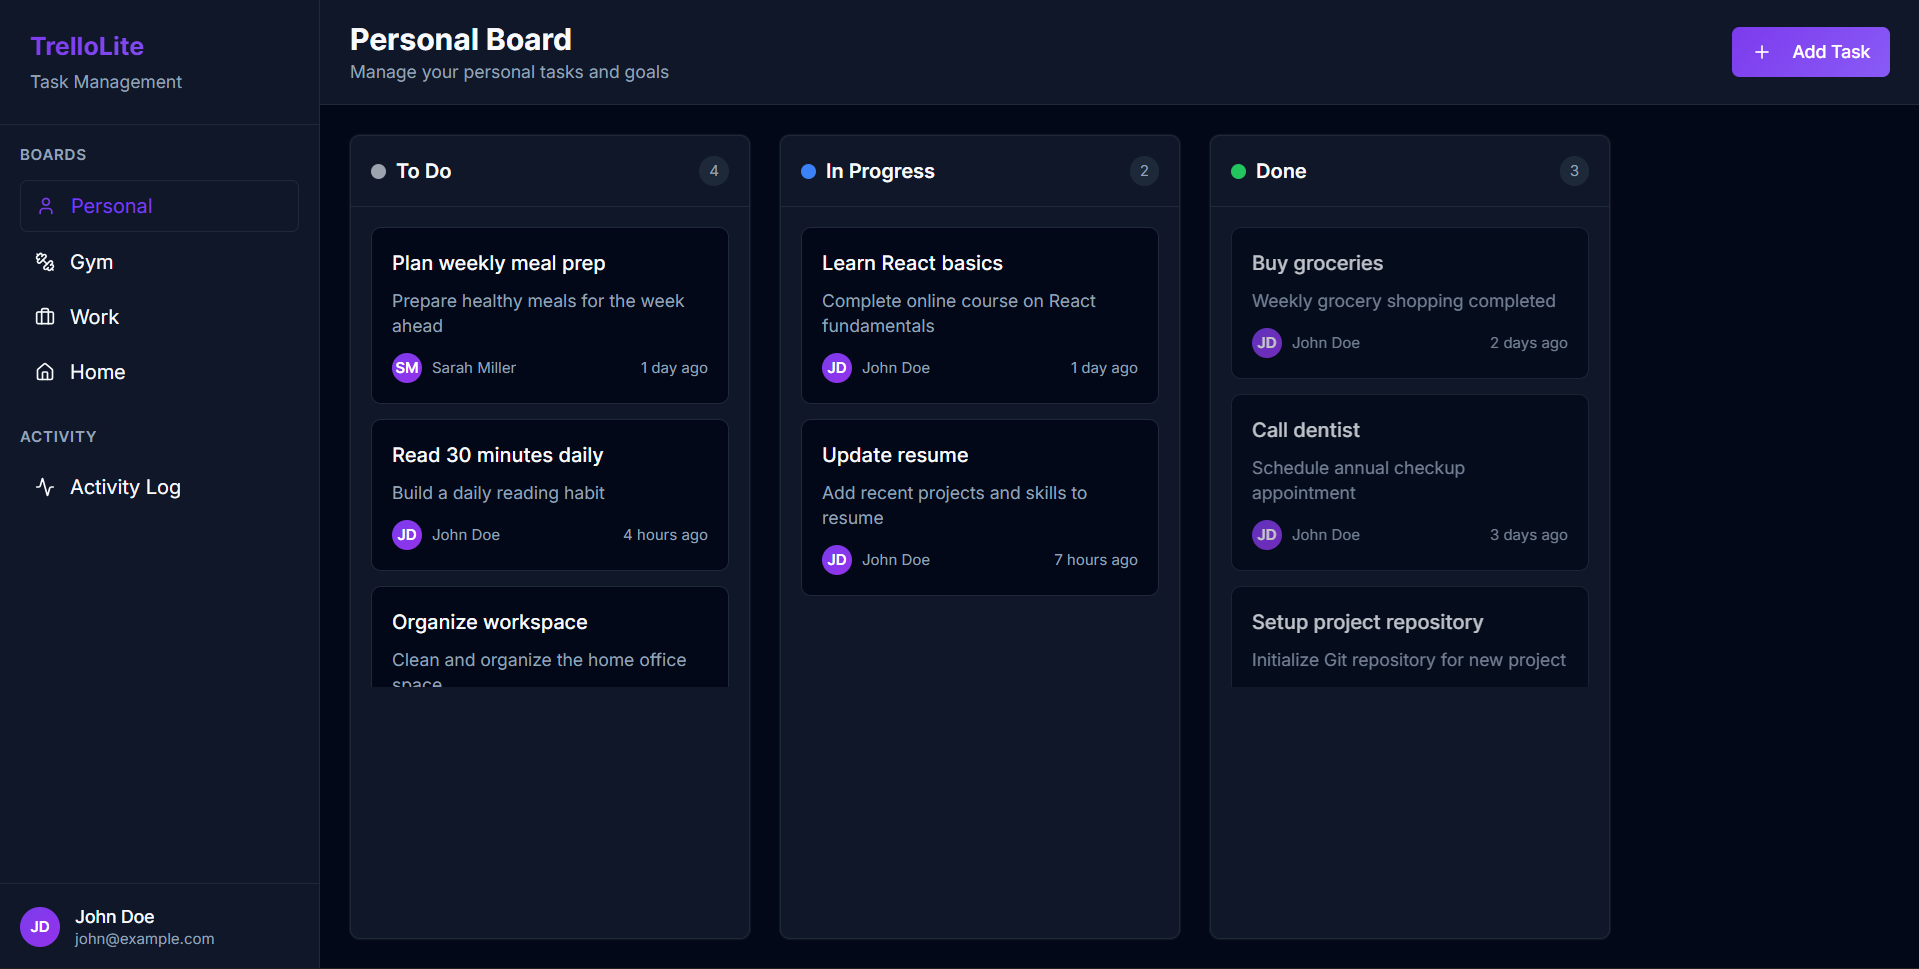 TrelloLite
Task Management
BOARDS
Personal
Gym
Work
Home
ACTIVITY
Activity Log
JD
John Doe
john@example.com
Personal Board
Manage your personal tasks and goals
+ Add Task
To Do 4
Plan weekly meal prep
Prepare healthy meals for the week
ahead
SM Sarah Miller 1 day ago
Read 30 minutes daily
Build a daily reading habit
JD John Doe 4 hours ago
Organize workspace
Clean and organize the home office
space
In Progress 2
Learn React basics
Complete online course on React
fundamentals
JD John Doe 1 day ago
Update resume
Add recent projects and skills to
resume
JD John Doe 7 hours ago
Done 3
Buy groceries
Weekly grocery shopping completed
JD John Doe 2 days ago
Call dentist
Schedule annual checkup
appointment
JD John Doe 3 days ago
Setup project repository
Initialize Git repository for new project